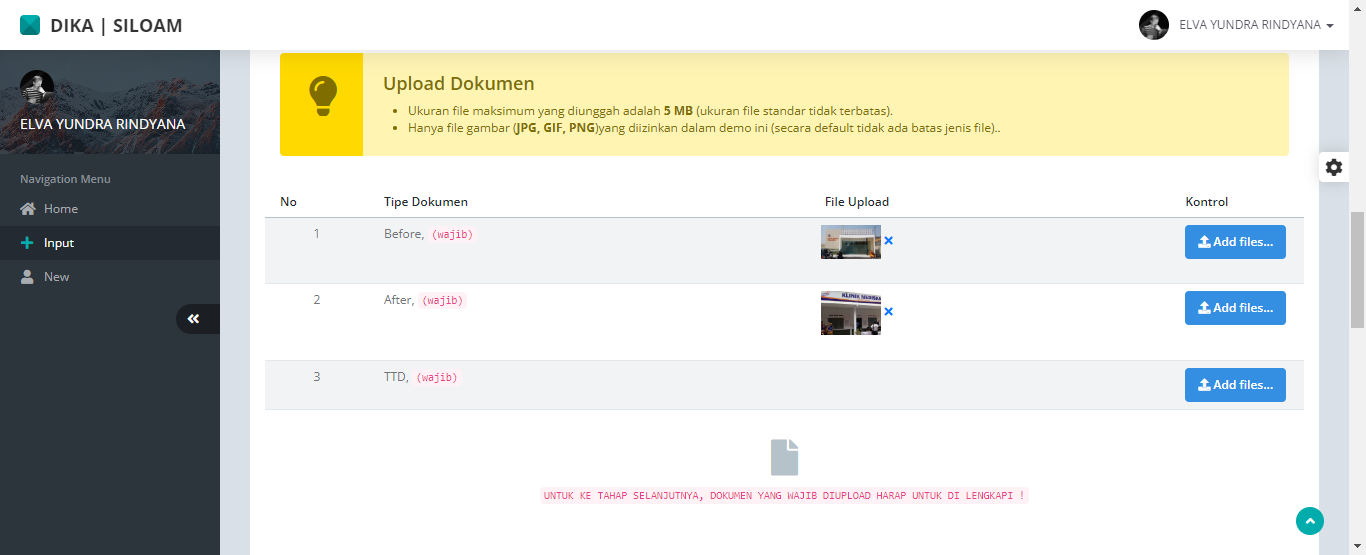 DIKA | SILOAM
ELVA YUNDRA RINDYANA
ELVA YUNDRA RINDYANA
Navigation Menu
Home
Input
New
Upload Dokumen
Ukuran file maksimum yang diunggah adalah 5 MB (ukuran file standar tidak terbatas).
Hanya file gambar (JPG, GIF, PNG)yang diizinkan dalam demo ini (secara default tidak ada batas jenis file)..
No Tipe Dokumen File Upload Kontrol
1 Before, (wajib) Add files...
2 After, (wajib) Add files...
KLINIK
3 TTD, (wajib) Add files...
UNTUK KE TAHAP SELANJUTNYA, DOKUMEN YANG WAJIB DIUPLOAD HARAP UNTUK DI LENGKAPI !